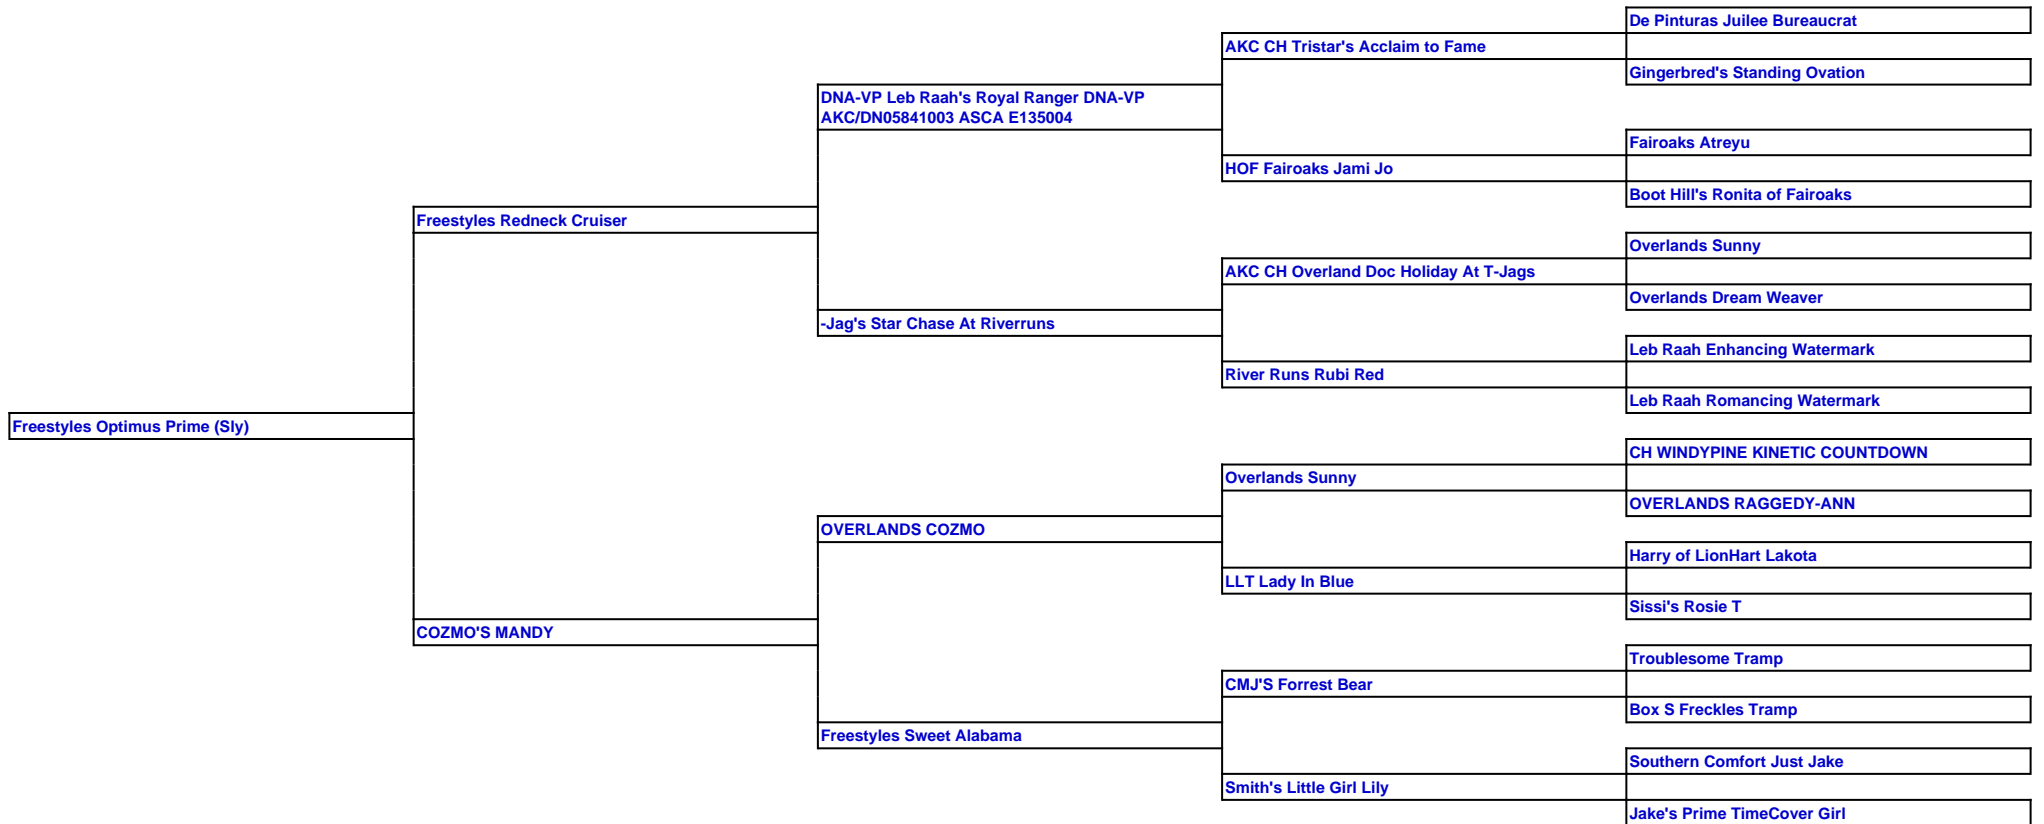 De Pinturas Juilee Bureaucrat
AKC CH Tristar's Acclaim to Fame
Gingerbred's Standing Ovation
DNA-VP Leb Raah's Royal Ranger DNA-VP
AKC/DN05841003 ASCA E135004
Fairoaks Atreyu
HOF Fairoaks Jami Jo
Boot Hill's Ronita of Fairoaks
Freestyles Redneck Cruiser
Overlands Sunny
AKC CH Overland Doc Holiday At T-Jags
Overlands Dream Weaver
-Jag's Star Chase At Riverruns
Leb Raah Enhancing Watermark
River Runs Rubi Red
Leb Raah Romancing Watermark
Freestyles Optimus Prime (Sly)
CH WINDYPINE KINETIC COUNTDOWN
Overlands Sunny
OVERLANDS RAGGEDY-ANN
OVERLANDS COZMO
Harry of LionHart Lakota
LLT Lady In Blue
Sissi's Rosie T
COZMO'S MANDY
Troublesome Tramp
CMJ'S Forrest Bear
Box S Freckles Tramp
Freestyles Sweet Alabama
Southern Comfort Just Jake
Smith's Little Girl Lily
Jake's Prime TimeCover Girl